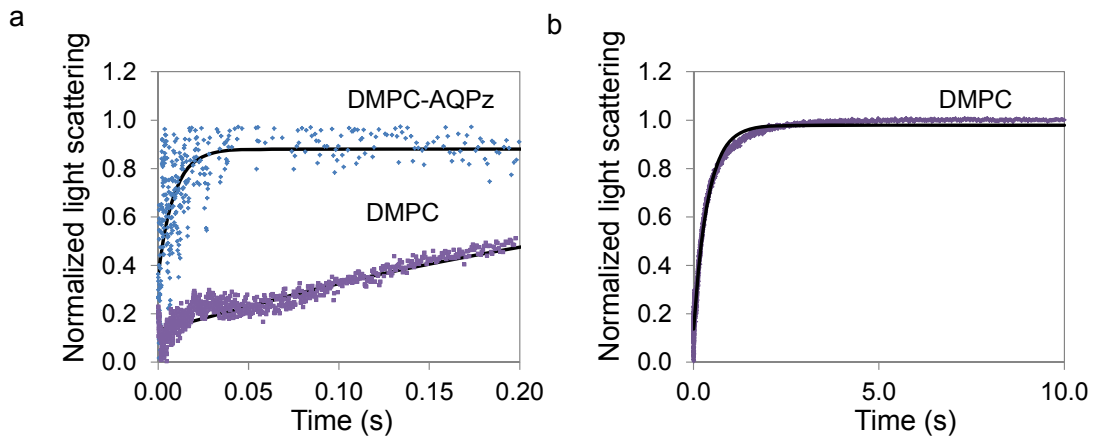 a
Normalized light scattering
1.2
1.0
0.8
0.6
0.4
0.2
0.0
DMPC-AQPz
DMPC
0.00 0.05 0.10 0.15 0.20
Time (s)
b
Normalized light scattering
1.2
1.0
0.8
0.6
0.4
0.2
0.0
DMPC
0.0 5.0 10.0
Time (s)